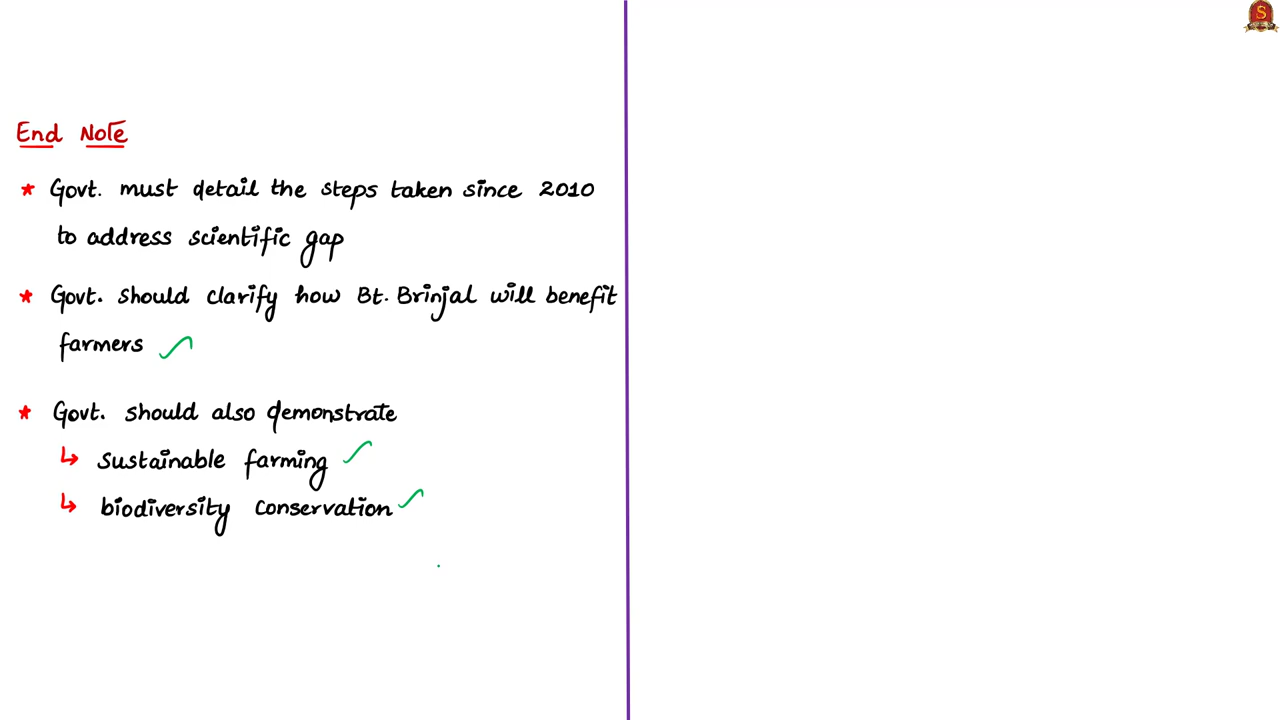 End Note
* Govt. must detail the steps taken since 2010
to address scientific gap
* Govt. should clarify how Bt. Brinjal will benefit
farmers ✓
* Govt. should also demonstrate
↳ sustainable farming ✓
↳ biodiversity conservation ✓
S